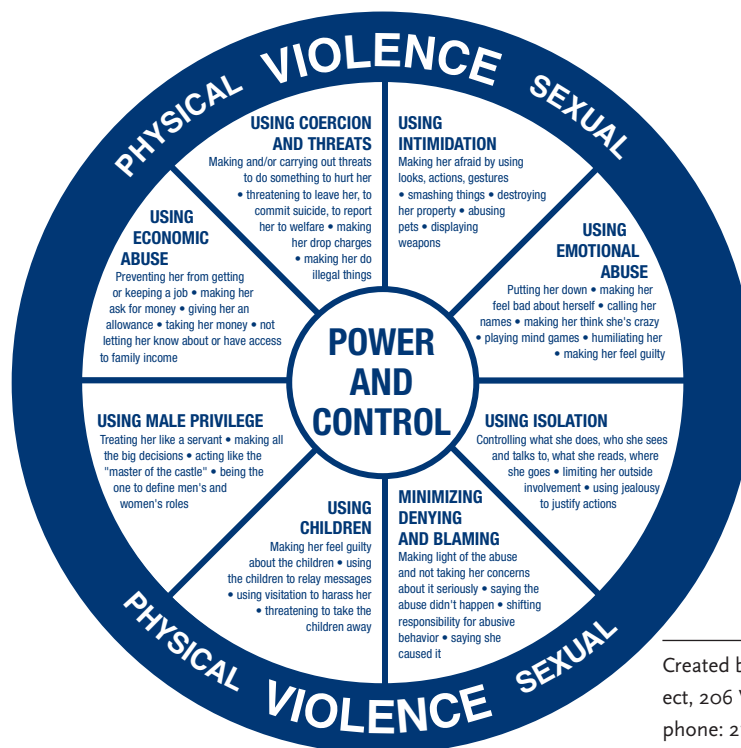 PHYSICAL VIOLENCE SEXUAL
USING COERCION
AND THREATS
Making and/or carrying out threats
to do something to hurt her
• threatening to leave her, to
commit suicide, to report
her to welfare • making
her drop charges
• making her do
illegal things
USING
INTIMIDATION
Making her afraid by using
looks, actions, gestures
• smashing things • destroying
her property • abusing
pets • displaying
weapons
USING
EMOTIONAL
ABUSE
Putting her down • making her
feel bad about herself • calling her
names • making her think she's crazy
• playing mind games • humiliating her
• making her feel guilty
USING ISOLATION
Controlling what she does, who she sees
and talks to, what she reads, where
she goes • limiting her outside
involvement • using jealousy
to justify actions
MINIMIZING
DENYING
AND BLAMING
Making light of the abuse
and not taking her concerns
about it seriously • saying the
abuse didn't happen • shifting
responsibility for abusive
behavior • saying she
caused it
USING
CHILDREN
Making her feel guilty
about the children • using
the children to relay messages
• using visitation to harass her
• threatening to take the
children away
USING MALE PRIVILEGE
Treating her like a servant • making all
the big decisions • acting like the
"master of the castle" • being the
one to define men's and
women's roles
USING
ECONOMIC
ABUSE
Preventing her from getting
or keeping a job • making her
ask for money • giving her an
allowance • taking her money • not
letting her know about or have access
to family income
POWER
AND
CONTROL
PHYSICAL VIOLENCE SEXUAL
Created
ect, 206
phone: